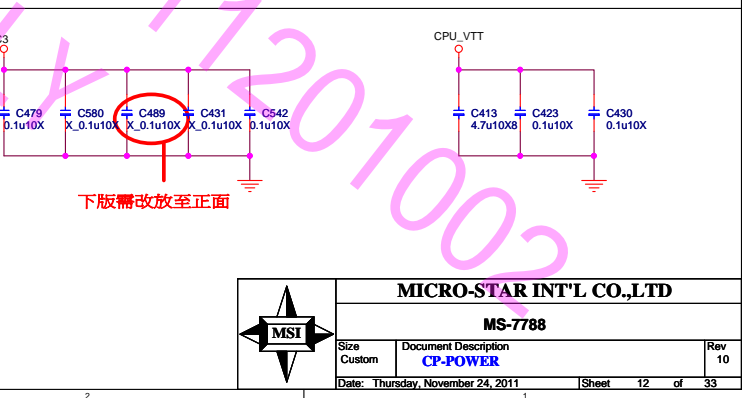 C3
CPU_VTT
C479
0.1u10X
C580
X_0.1u10X
C489
X_0.1u10X
C431
X_0.1u10X
C542
0.1u10X
C413
4.7u10X8
C423
0.1u10X
C430
0.1u10X
下版需改放至正面
LY 11201002
MICRO-STAR INT'L CO.,LTD
MSI
MS-7788
Size
Custom
Document Description
CP-POWER
Rev
10
Date: Thursday, November 24, 2011
Sheet 12 of 33
2
1